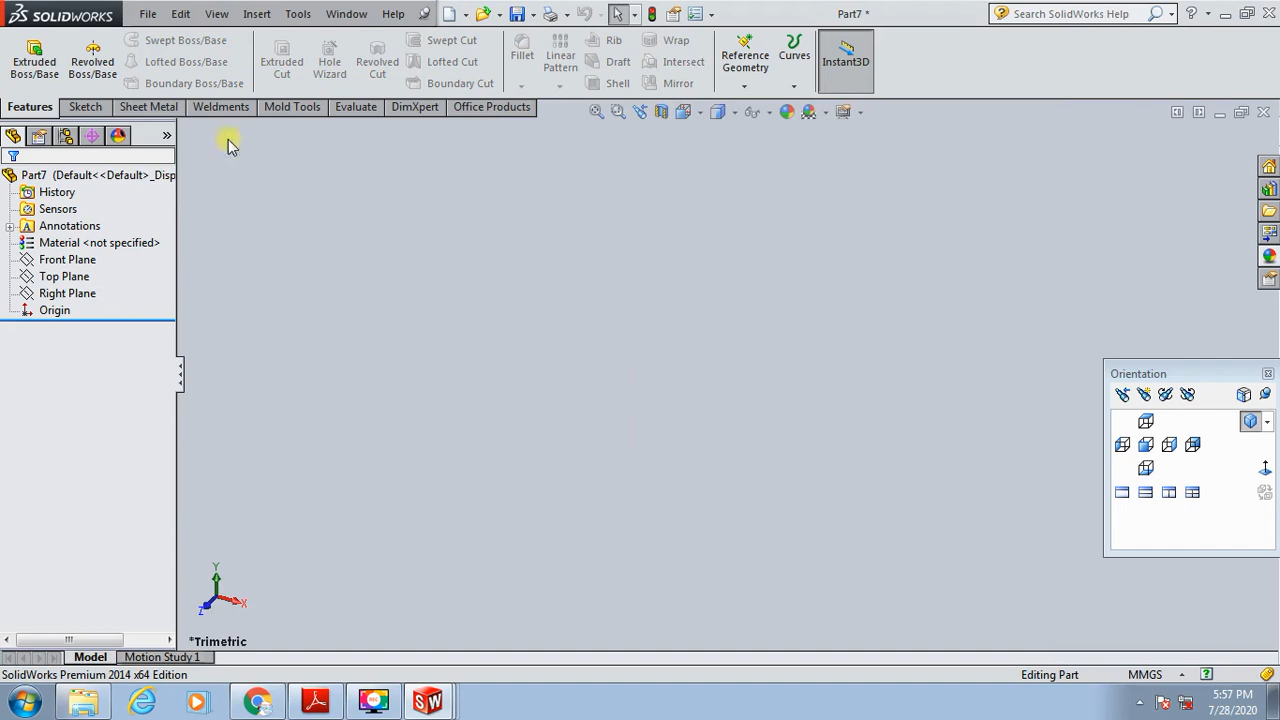 SOLIDWORKS File Edit View Insert Tools Window Help Part7 * Search SolidWorks Help
Extruded Boss/Base
Revolved Boss/Base
Swept Boss/Base
Lofted Boss/Base
Boundary Boss/Base
Extruded Cut
Hole Wizard
Revolved Cut
Swept Cut
Lofted Cut
Boundary Cut
Fillet
Linear Pattern
Rib
Draft
Shell
Wrap
Intersect
Mirror
Reference Geometry
Curves
Instant3D
Features Sketch Sheet Metal Weldments Mold Tools Evaluate DimXpert Office Products
Part7 (Default<<Default>_Disp
History
Sensors
Annotations
Material <not specified>
Front Plane
Top Plane
Right Plane
Origin
Orientation
Y
X
Z
*Trimetric
Model Motion Study 1
SolidWorks Premium 2014 x64 Edition Editing Part MMGS
5:57 PM
7/28/2020